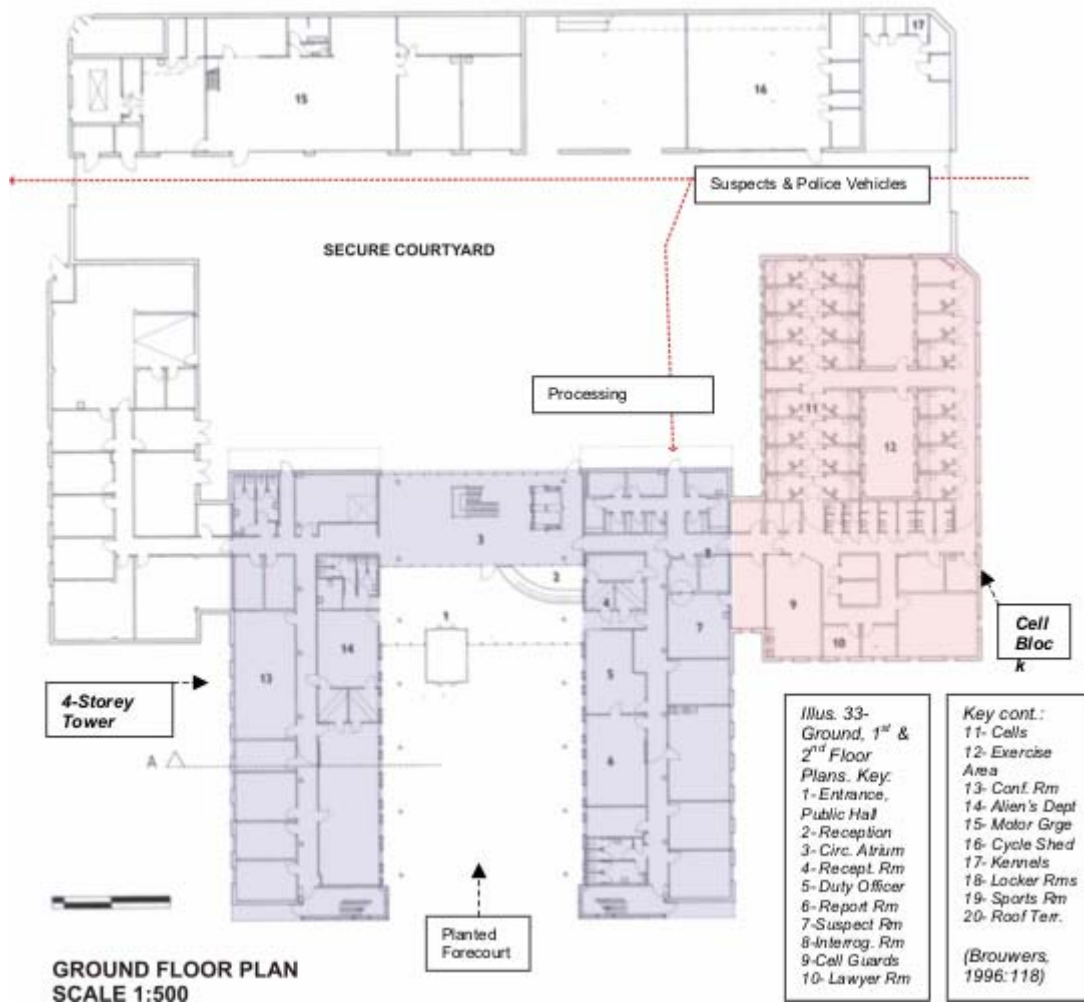 17
15
16
Suspects & Police Vehicles
SECURE COURTYARD
Processing
11
12
3
8
2
4
1
9
7
Cell
Bloc
k
10
14
5
13
4-Storey
Tower
A
6
Illus. 33-
Ground, 1st &
2nd Floor
Plans. Key:
1- Entrance,
Public Hall
2- Reception
3- Circ. Atrium
4- Recept. Rm
5- Duty Officer
6- Report Rm
7-Suspect Rm
8-Interrog. Rm
9-Cell Guards
10- Lawyer Rm
Key cont.:
11- Cells
12- Exercise
Area
13- Conf. Rm
14- Alien's Dept
15- Motor Grge
16- Cycle Shed
17- Kennels
18- Locker Rms
19- Sports Rm
20- Roof Terr.
(Brouwers,
1996:118)
Planted
Forecourt
GROUND FLOOR PLAN
SCALE 1:500